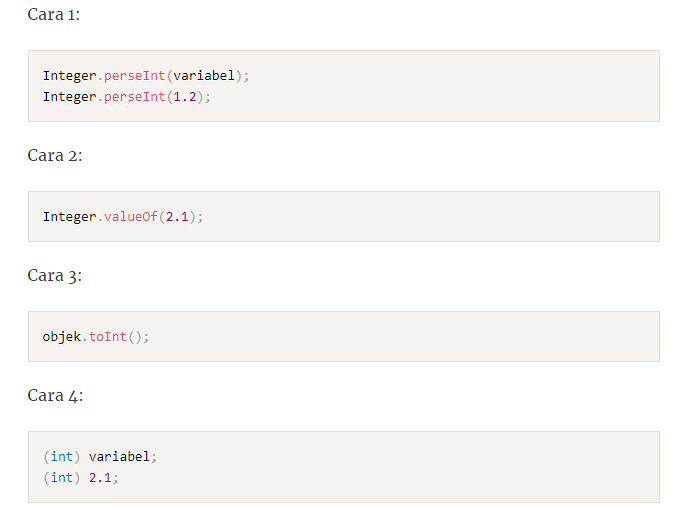 Cara 1:
Integer.perseInt(variabel);
Integer.perseInt(1.2);
Cara 2:
Integer.valueOf(2.1);
Cara 3:
objek.toInt();
Cara 4:
(int) variabel;
(int) 2.1;